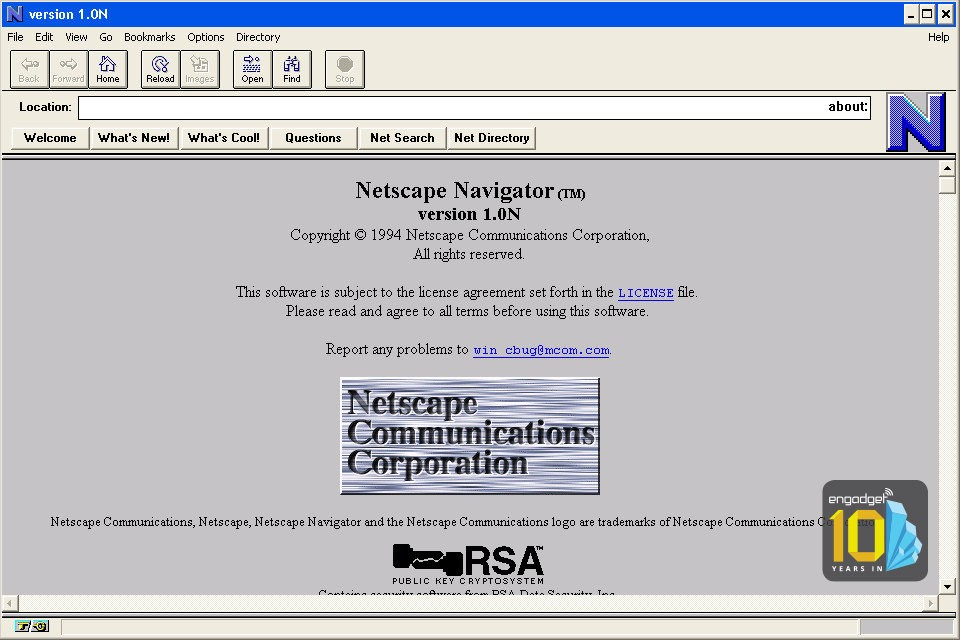 N version 1.0N
File Edit View Go Bookmarks Options Directory Help
Back Forward Home Reload Images Open Find Stop
Location: about:
N
Welcome What's New! What's Cool! Questions Net Search Net Directory
Netscape Navigator (TM)
version 1.0N
Copyright © 1994 Netscape Communications Corporation,
All rights reserved.
This software is subject to the license agreement set forth in the LICENSE file.
Please read and agree to all terms before using this software.
Report any problems to win_cbug@mcom.com.
Netscape
Communications
Corporation
Netscape Communications, Netscape, Netscape Navigator and the Netscape Communications logo are trademarks of Netscape Communications
engadget
10
YEARS IN
RSA™
PUBLIC KEY CRYPTOSYSTEM
Contains security software from RSA Data Security, Inc.